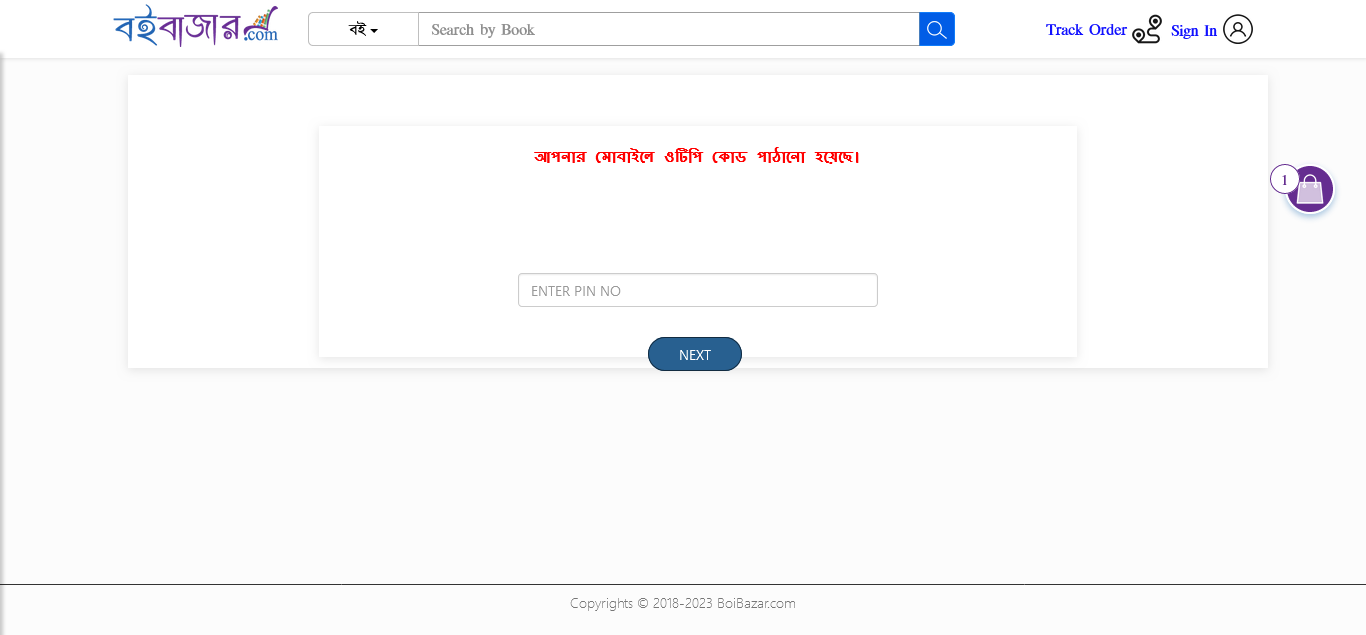 বইবাজার.com
বই
Search by Book
Track Order
Sign In
আপনার মোবাইলে ওটিপি কোড পাঠানো হয়েছে।
1
ENTER PIN NO
NEXT
Copyrights © 2018-2023 BoiBazar.com